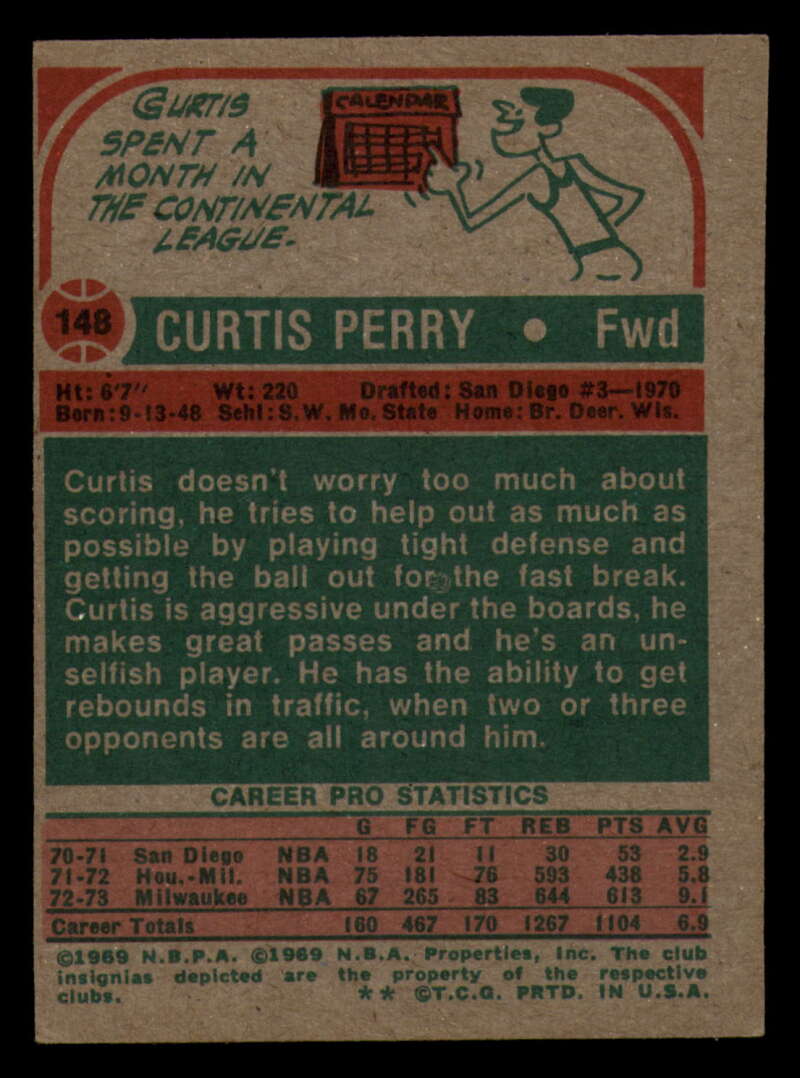 CURTIS
SPENT A
MONTH IN
THE CONTINENTAL
LEAGUE.
CALENDAR
148
CURTIS PERRY • Fwd
Ht: 6'7" Wt: 220 Drafted: San Diego #3—1970
Born: 9-13-48 Schl: S.W. Mo. State Home: Br. Deer. Wis.
Curtis doesn't worry too much about
scoring, he tries to help out as much as
possible by playing tight defense and
getting the ball out for the fast break.
Curtis is aggressive under the boards, he
makes great passes and he's an un-
selfish player. He has the ability to get
rebounds in traffic, when two or three
opponents are all around him.
CAREER PRO STATISTICS
G FG FT REB PTS AVG
70-71 San Diego NBA 18 21 11 30 53 2.9
71-72 Hou.-Mil. NBA 75 181 76 593 438 5.8
72-73 Milwaukee NBA 67 265 83 644 613 9.1
Career Totals 160 467 170 1267 1104 6.9
©1969 N.B.P.A. ©1969 N.B.A. Properties, Inc. The club
insignias depicted are the property of the respective
clubs. * * ©T.C.G. PRTD. IN U.S.A.